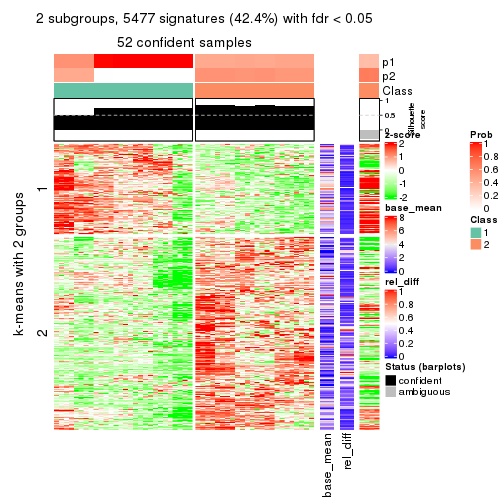 2 subgroups, 5477 signatures (42.4%) with fdr < 0.05
52 confident samples
p1
p2
Class
1
0.5
0
Silhouette
score
k-means with 2 groups
1
2
base_mean
rel_diff
z-score
2
1
0
-1
-2
base_mean
8
6
4
2
0
rel_diff
1
0.8
0.6
0.4
0.2
0
Status (barplots)
confident
ambiguous
Prob
1
0.8
0.6
0.4
0.2
0
Class
1
2